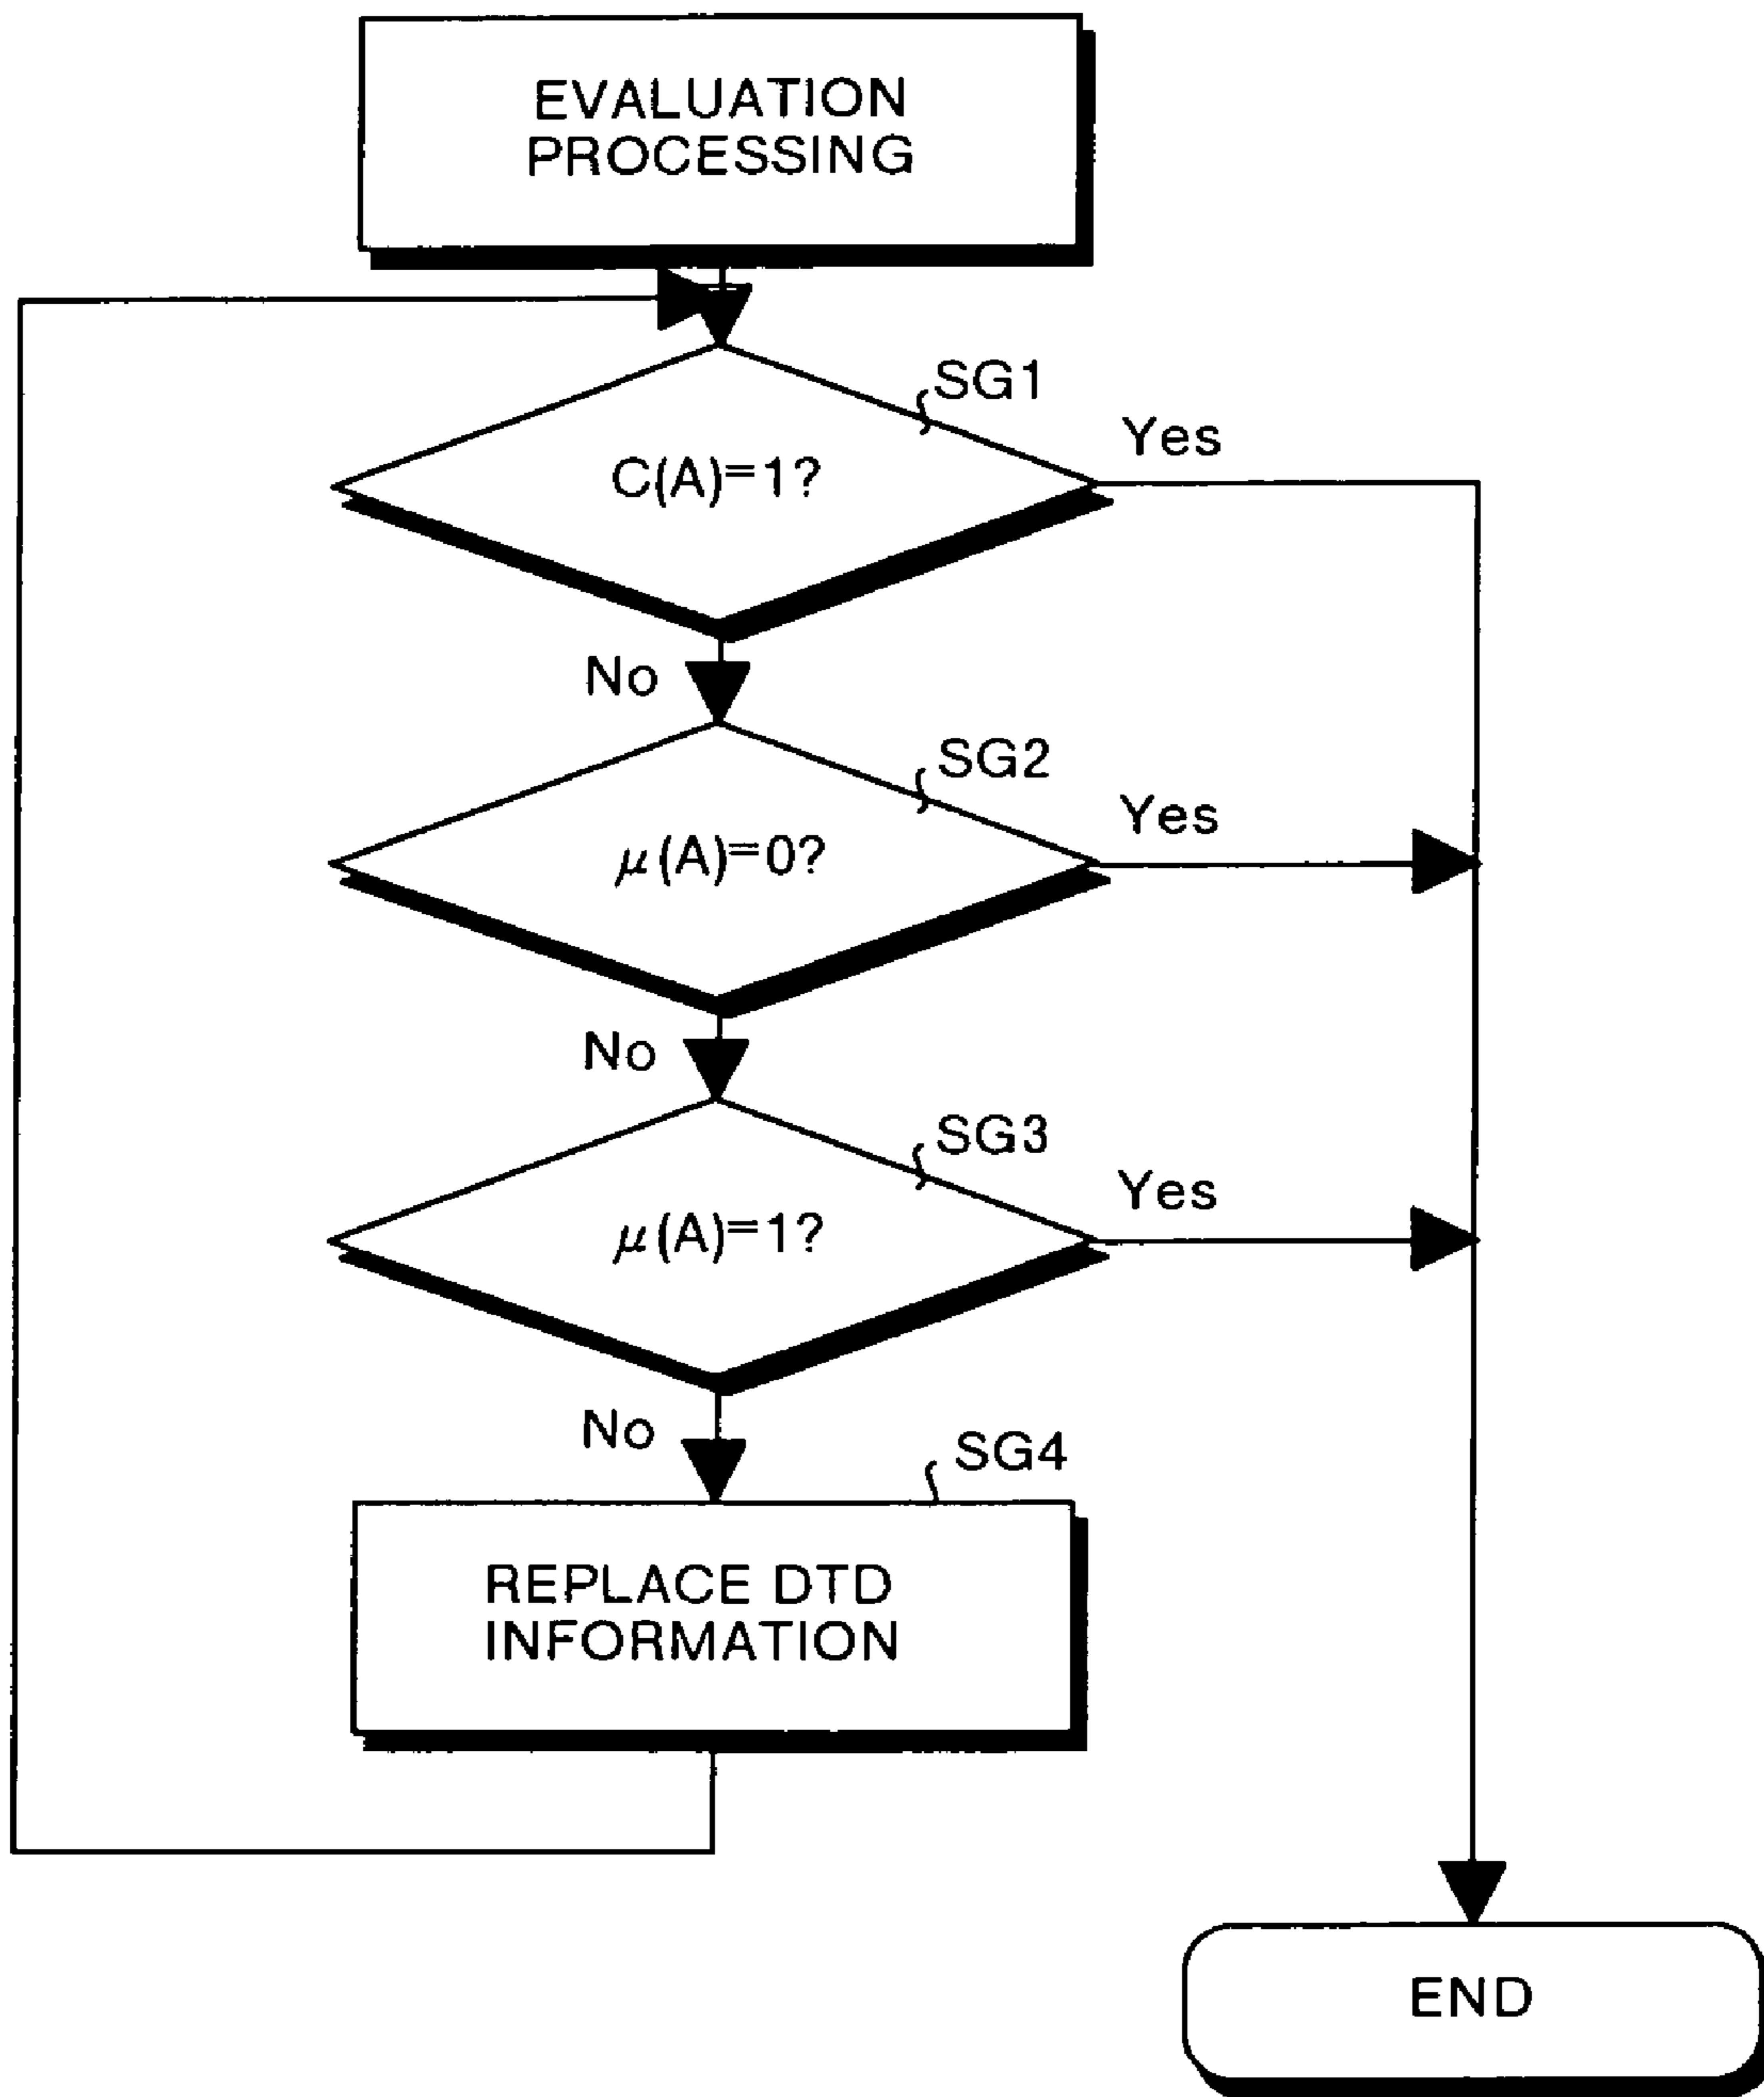 EVALUATION
PROCESSING
SG1
C(A)=1?
Yes
No
SG2
μ(A)=0?
Yes
No
SG3
μ(A)=1?
Yes
No
SG4
REPLACE DTD
INFORMATION
END